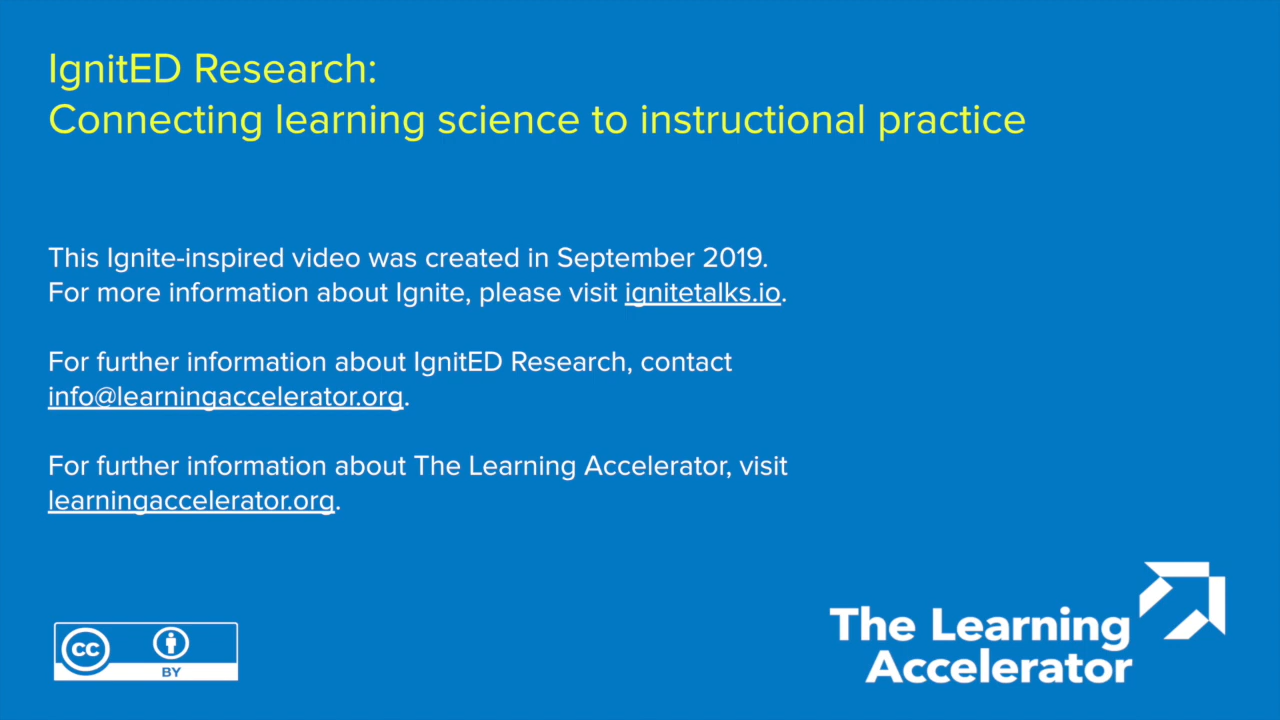 IgnitED Research:
Connecting learning science to instructional practice
This Ignite-inspired video was created in September 2019.
For more information about Ignite, please visit ignitetalks.io.
For further information about IgnitED Research, contact
info@learningaccelerator.org.
For further information about The Learning Accelerator, visit
learningaccelerator.org.
cc
BY
The Learning
Accelerator